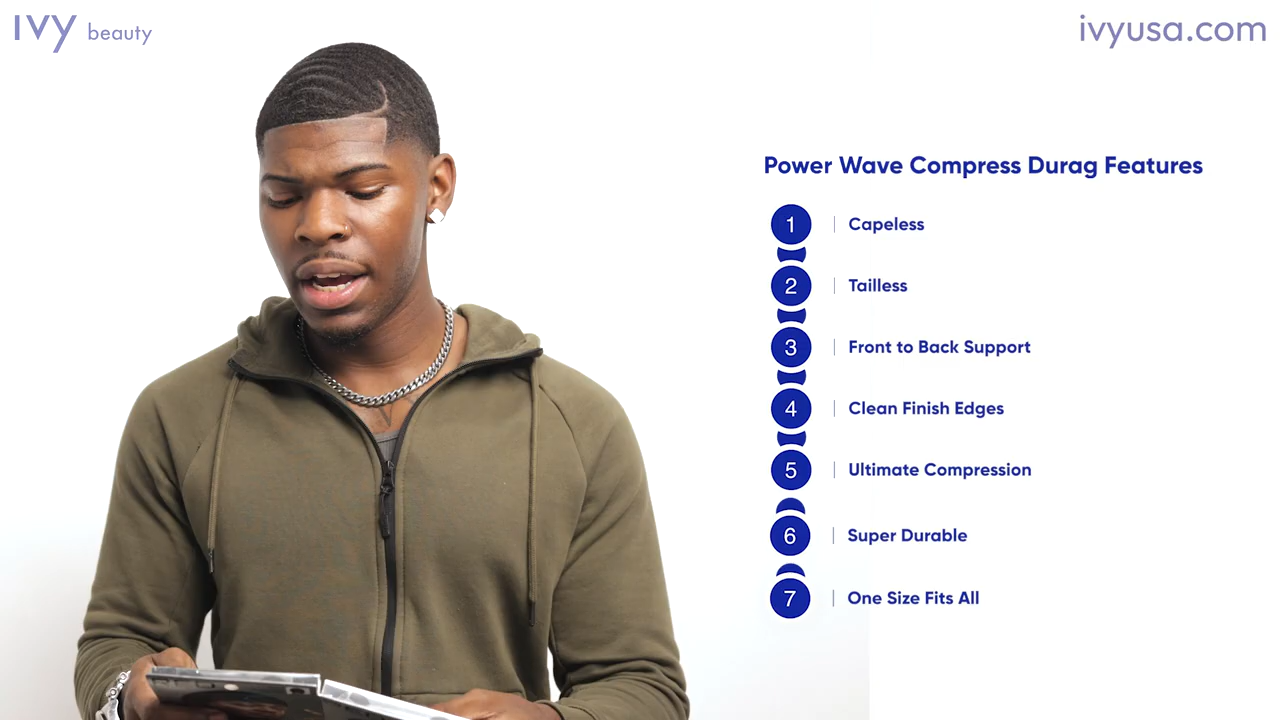 IVY beauty
ivyusa.com
Power Wave Compress Durag Features
1 Capeless
2 Tailless
3 Front to Back Support
4 Clean Finish Edges
5 Ultimate Compression
6 Super Durable
7 One Size Fits All